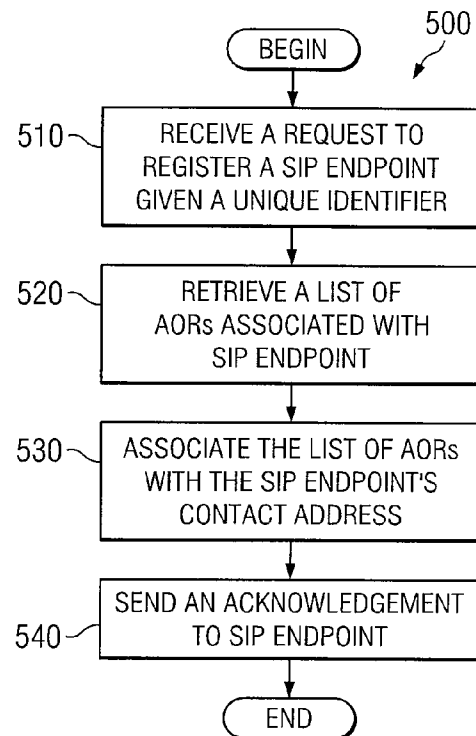 500
BEGIN
510
RECEIVE A REQUEST TO
REGISTER A SIP ENDPOINT
GIVEN A UNIQUE IDENTIFIER
520
RETRIEVE A LIST OF
AORs ASSOCIATED WITH
SIP ENDPOINT
530
ASSOCIATE THE LIST OF AORs
WITH THE SIP ENDPOINT'S
CONTACT ADDRESS
540
SEND AN ACKNOWLEDGEMENT
TO SIP ENDPOINT
END